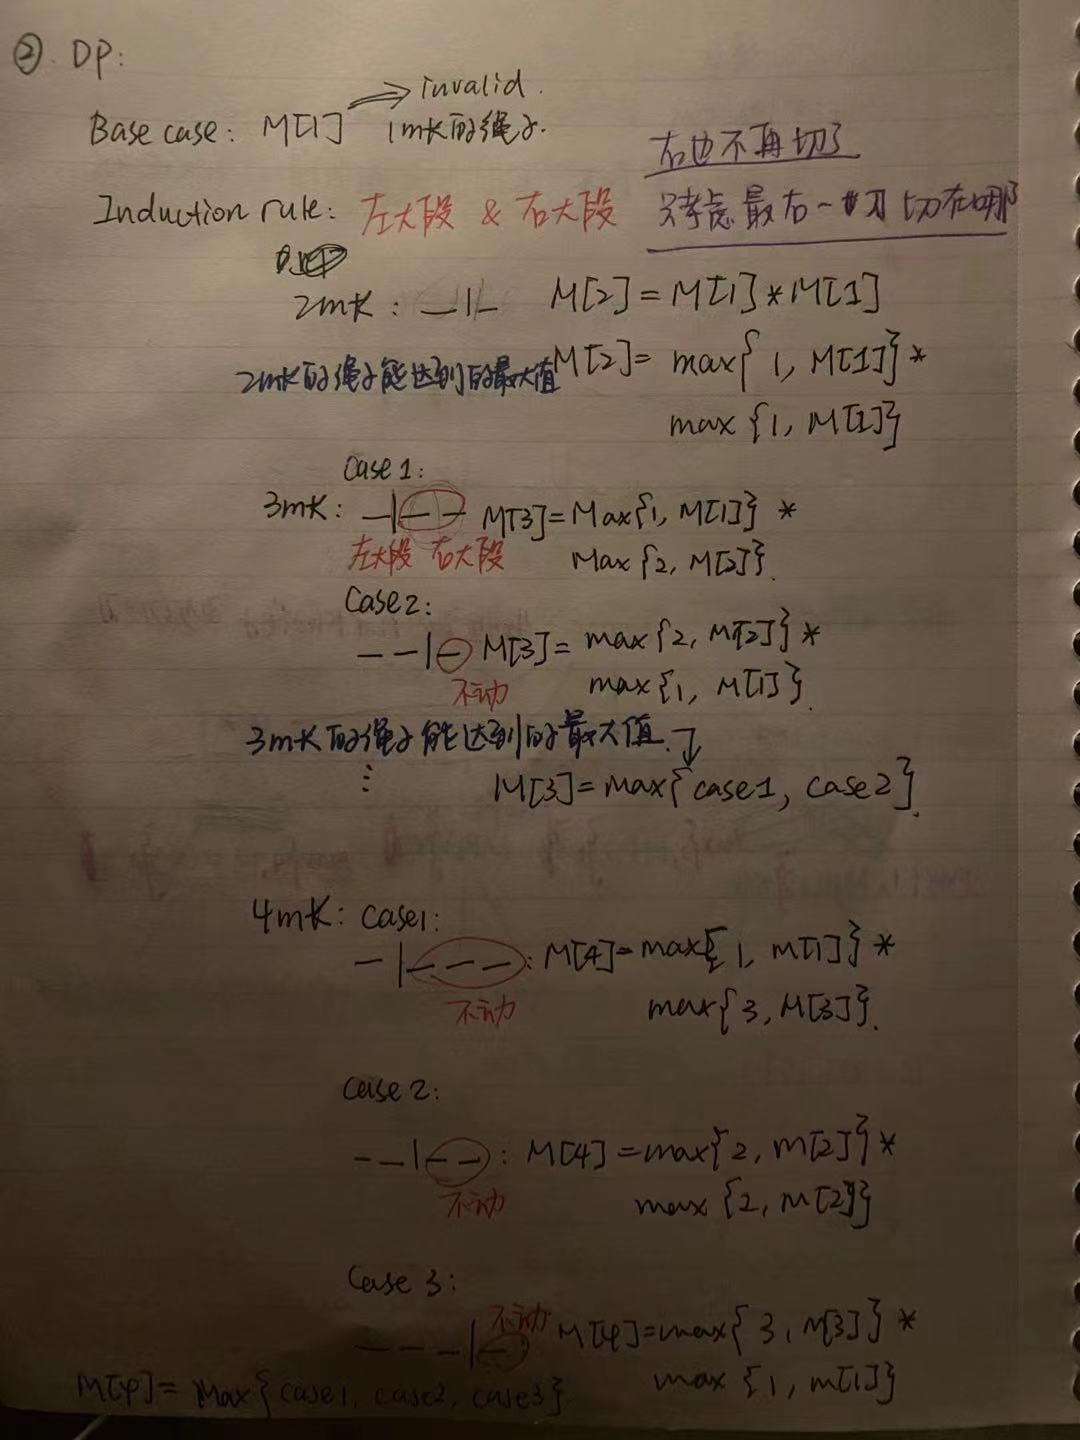 ② DP:
Base case: M[1] ⇒ invalid.
1m长的绳子.
右边不再切了
Induction rule: 左大段 & 右大段 只考虑最右一刀切在哪
2m长: M[2]=M[1]*M[1]
2m长的绳子能达到的最大值 M[2]= max{1, M[1]} *
max{1, M[1]}
Case1:
3m长: M[3]=Max{1, M[1]} *
左大段 右大段 Max{2, M[2]}.
Case2:
M[3]= max{2, M[2]} *
不动 max{1, M[1]}.
3m长的绳子能达到的最大值.
⋮ M[3]=max{case1, case2}.
4m长: Case1:
: M[4]=max{1, m[1]} *
不动 max{3, M[3]}.
Case 2:
: M[4]=max{2, m[2]} *
不动 max{2, M[2]}
Case 3:
不动 M[4]=max{3, M[3]} *
max{1, m[1]}
M[4]= Max{case1, case2, case3}